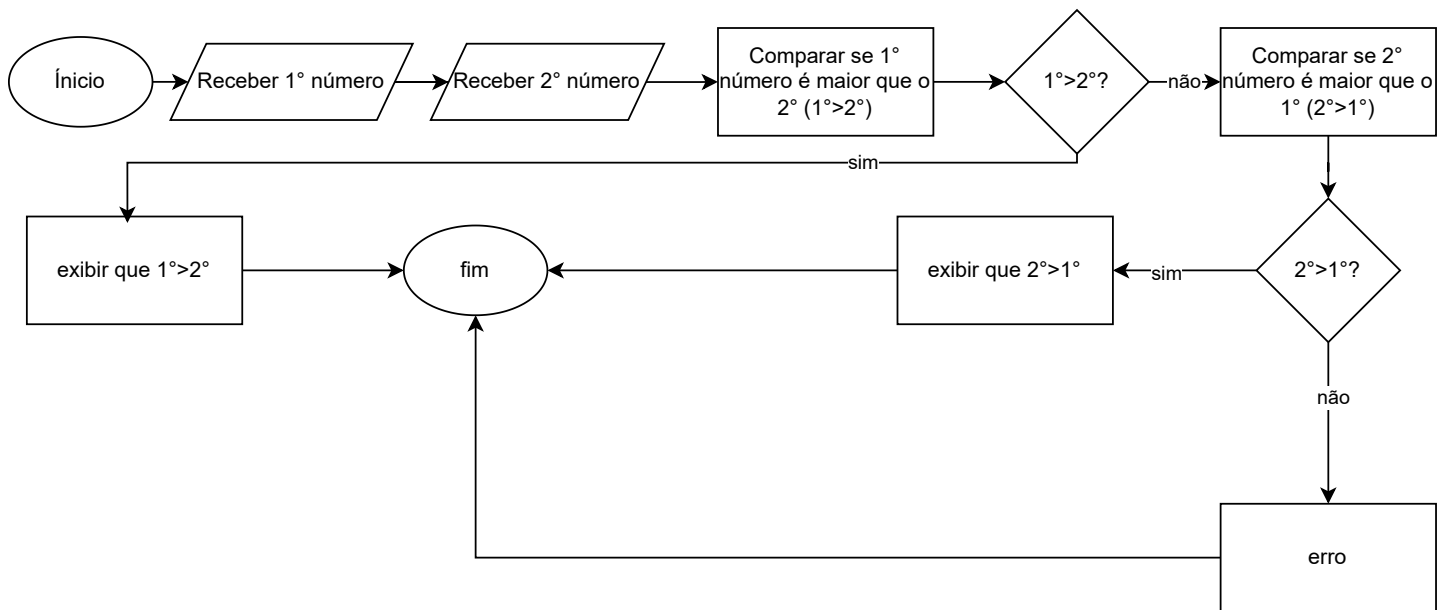 Ínicio
Receber 1° número
Receber 2° número
Comparar se 1°
número é maior que o
2° (1°>2°)
1°>2°?
não
Comparar se 2°
número é maior que o
1° (2°>1°)
sim
exibir que 1°>2°
fim
exibir que 2°>1°
sim
2°>1°?
não
erro